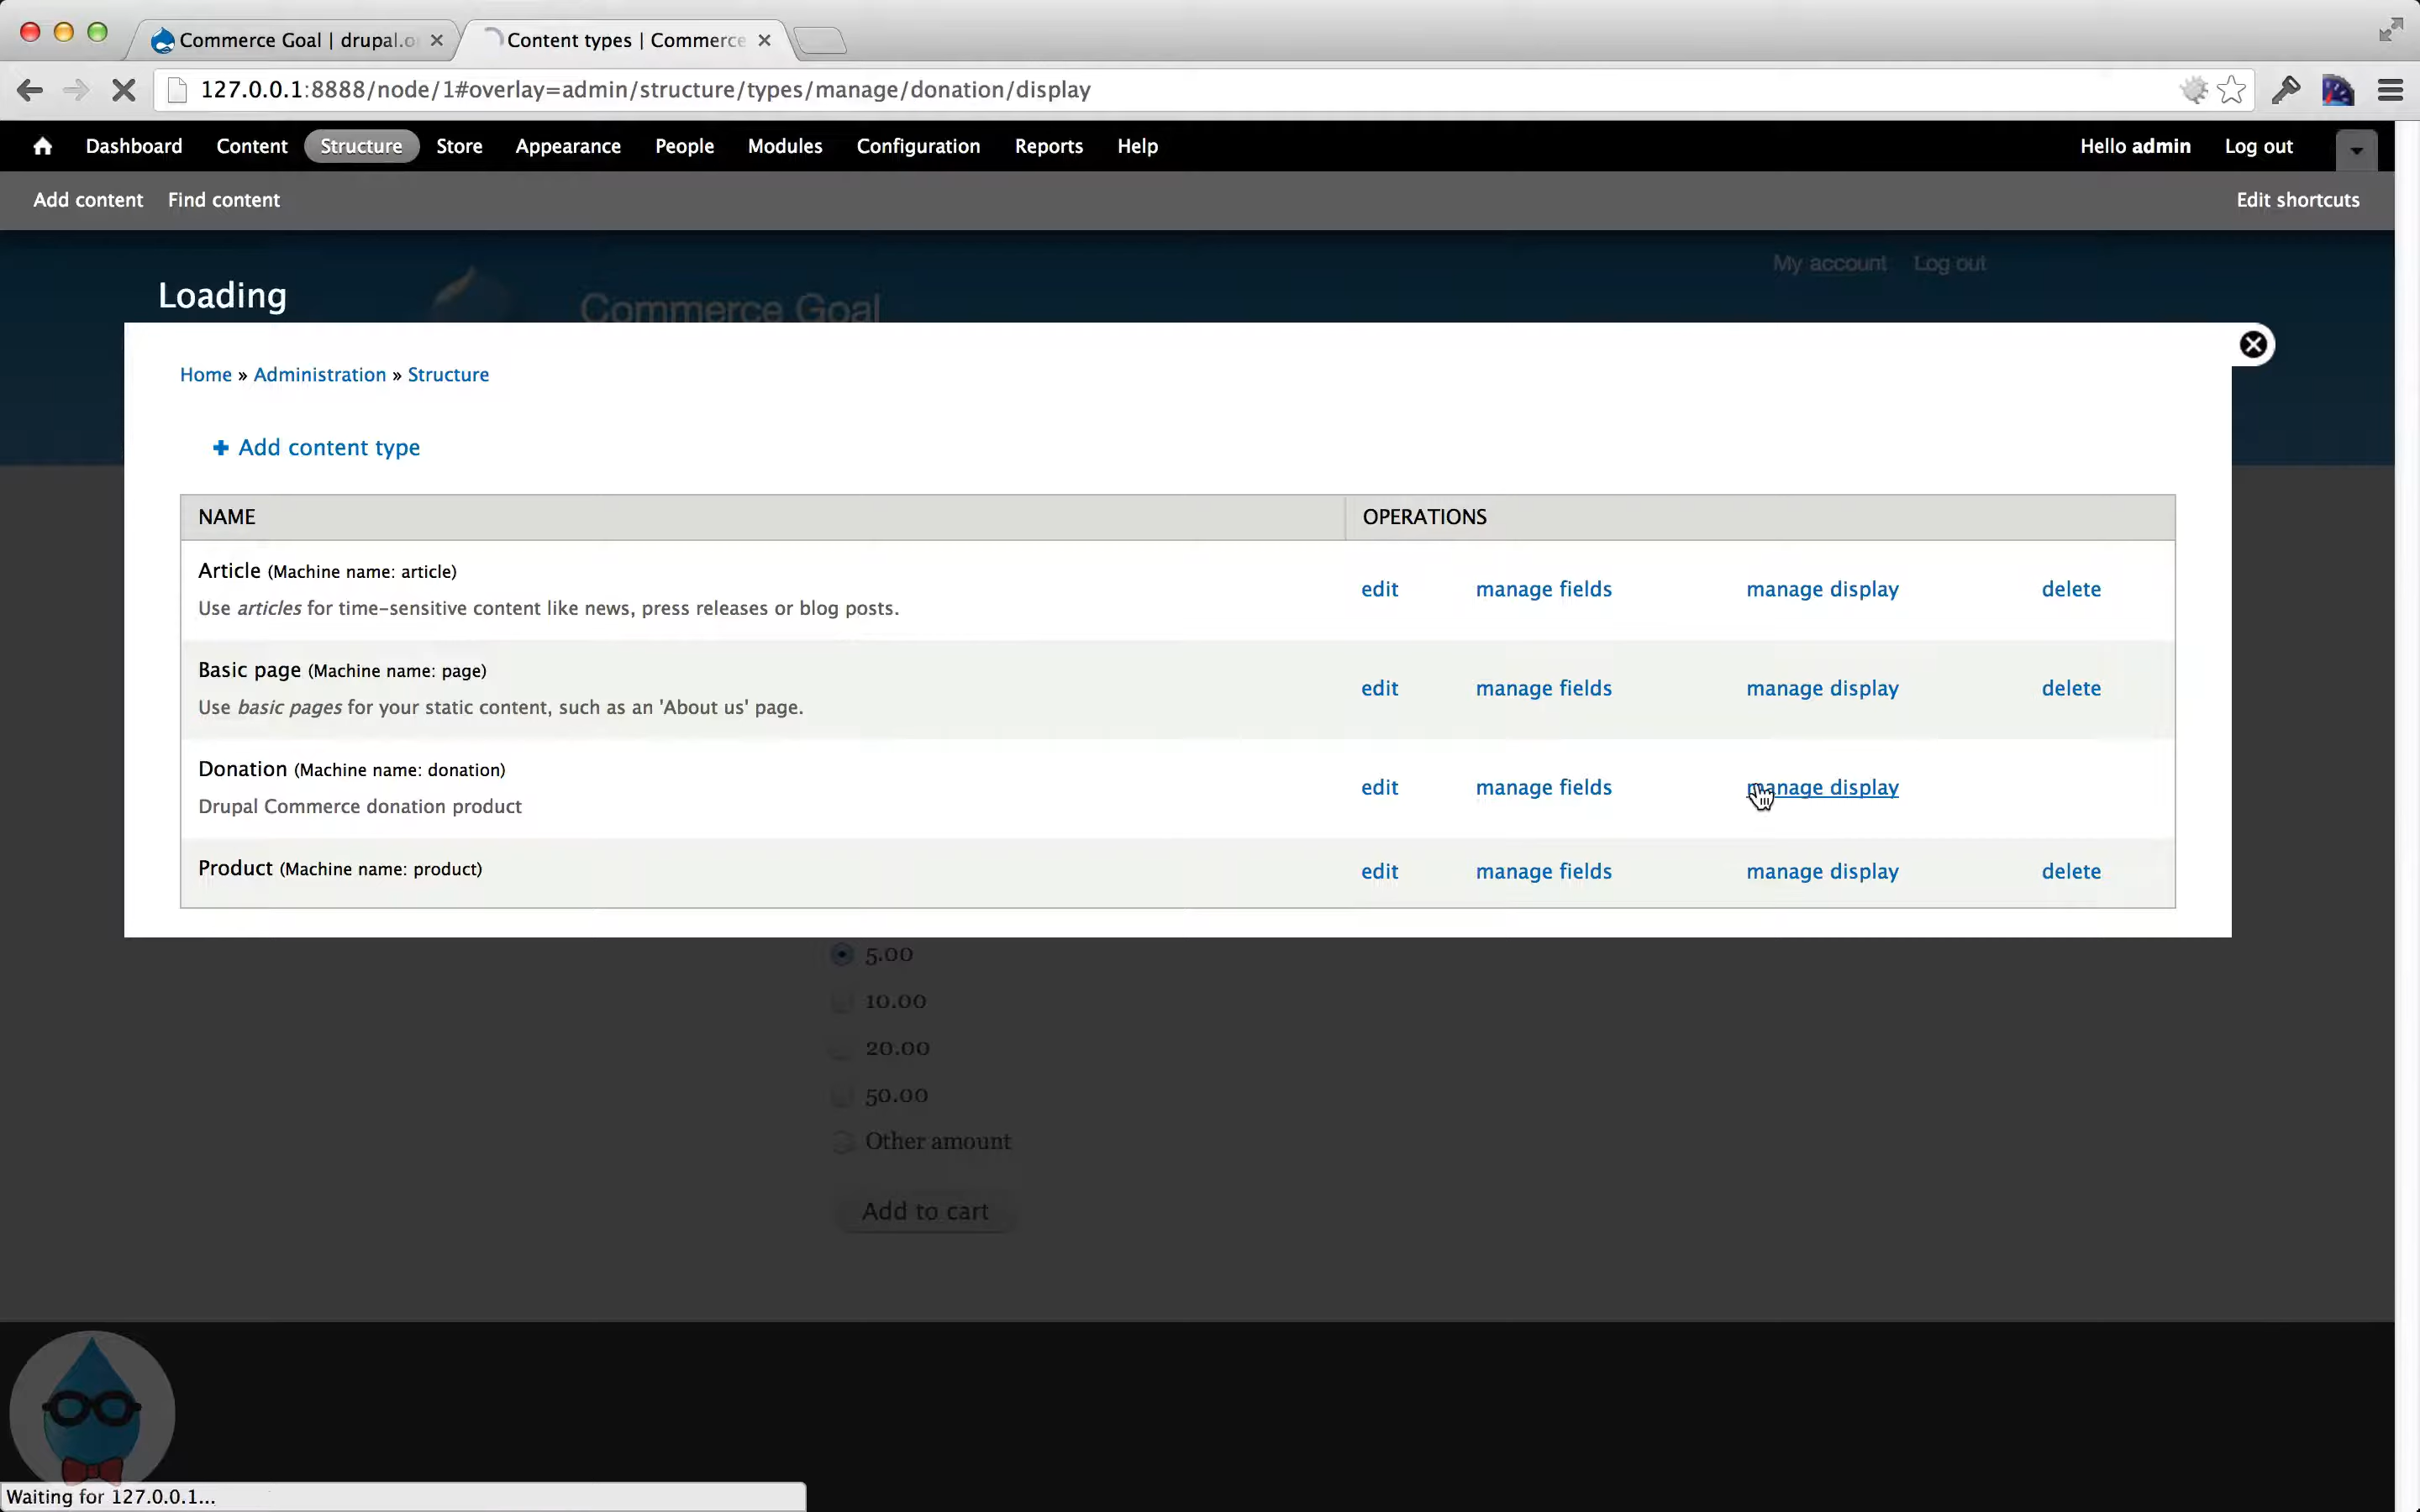 Commerce Goal | drupal.o
Content types | Commerce
127.0.0.1:8888/node/1#overlay=admin/structure/types/manage/donation/display
Dashboard Content Structure Store Appearance People Modules Configuration Reports Help Hello admin Log out
Add content Find content Edit shortcuts
My account Log out
Loading
Commerce Goal
Home » Administration » Structure
+ Add content type
NAME OPERATIONS
Article (Machine name: article)
Use articles for time-sensitive content like news, press releases or blog posts.
edit manage fields manage display delete
Basic page (Machine name: page)
Use basic pages for your static content, such as an 'About us' page.
edit manage fields manage display delete
Donation (Machine name: donation)
Drupal Commerce donation product
edit manage fields manage display
Product (Machine name: product)
edit manage fields manage display delete
5.00
10.00
20.00
50.00
Other amount
Add to cart
Waiting for 127.0.0.1...